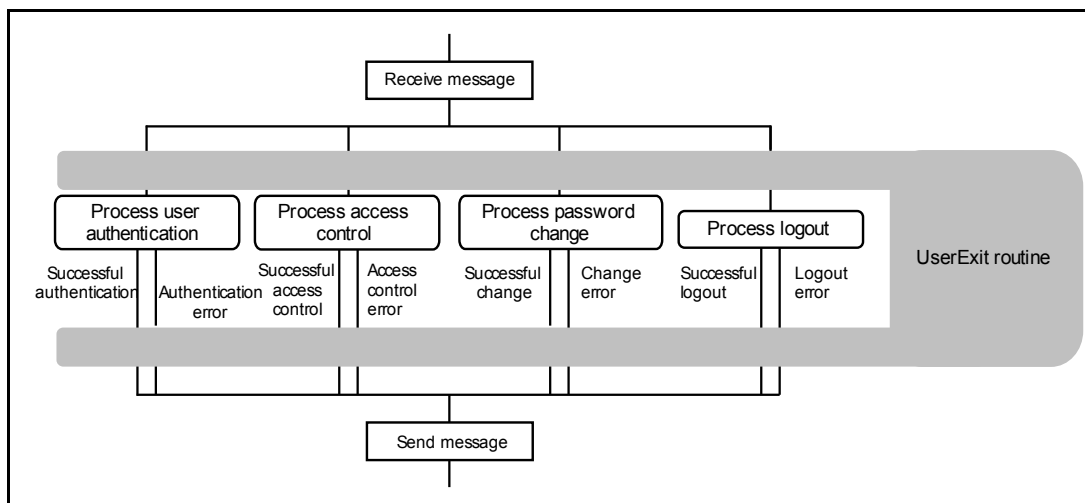 Receive message
Process user
authentication
Process access
control
Process password
change
Process logout
UserExit routine
Successful
authentication
Authentication
error
Successful
access
control
Access
control
error
Successful
change
Change
error
Successful
logout
Logout
error
Send message